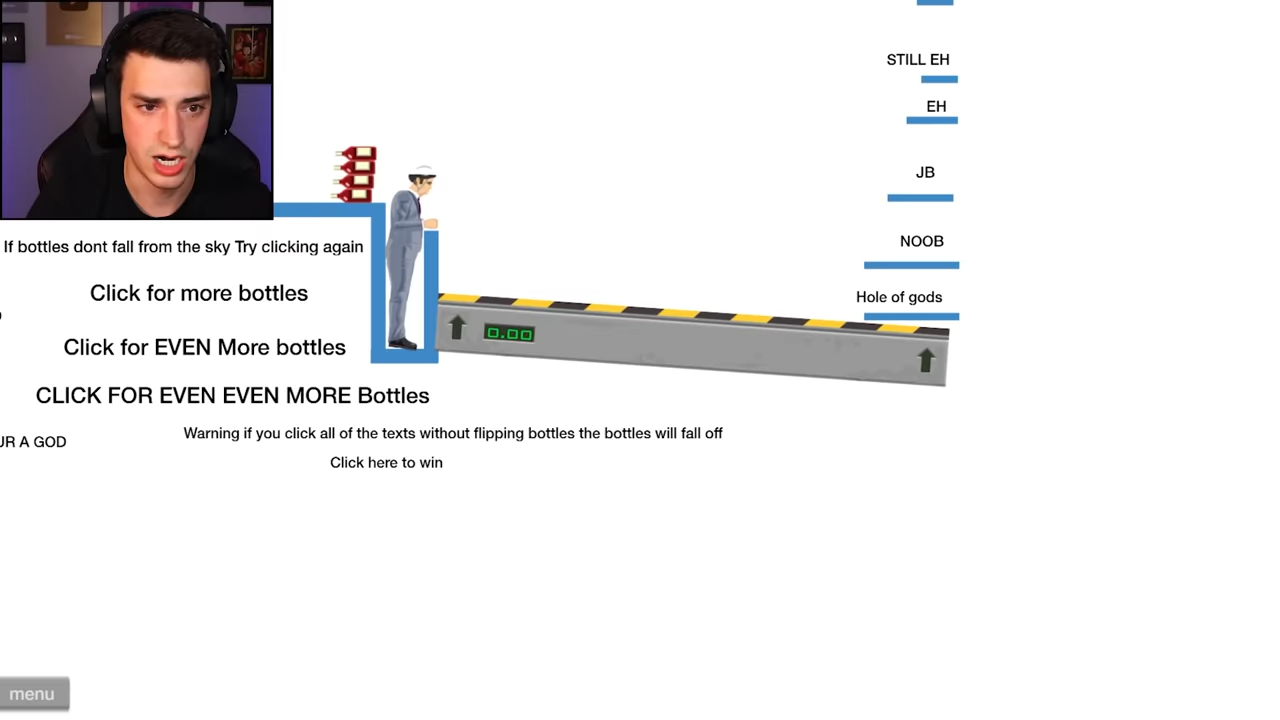 STILL EH
EH
JB
NOOB
If bottles dont fall from the sky Try clicking again
Click for more bottles
Hole of gods
0.00
Click for EVEN More bottles
CLICK FOR EVEN EVEN MORE Bottles
Warning if you click all of the texts without flipping bottles the bottles will fall off
UR A GOD
Click here to win
menu